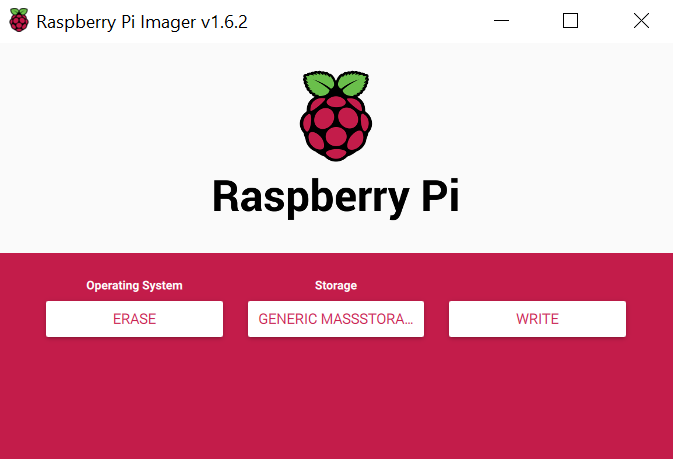 Raspberry Pi Imager v1.6.2
Raspberry Pi
Operating System
Storage
ERASE
GENERIC MASSSTORA...
WRITE